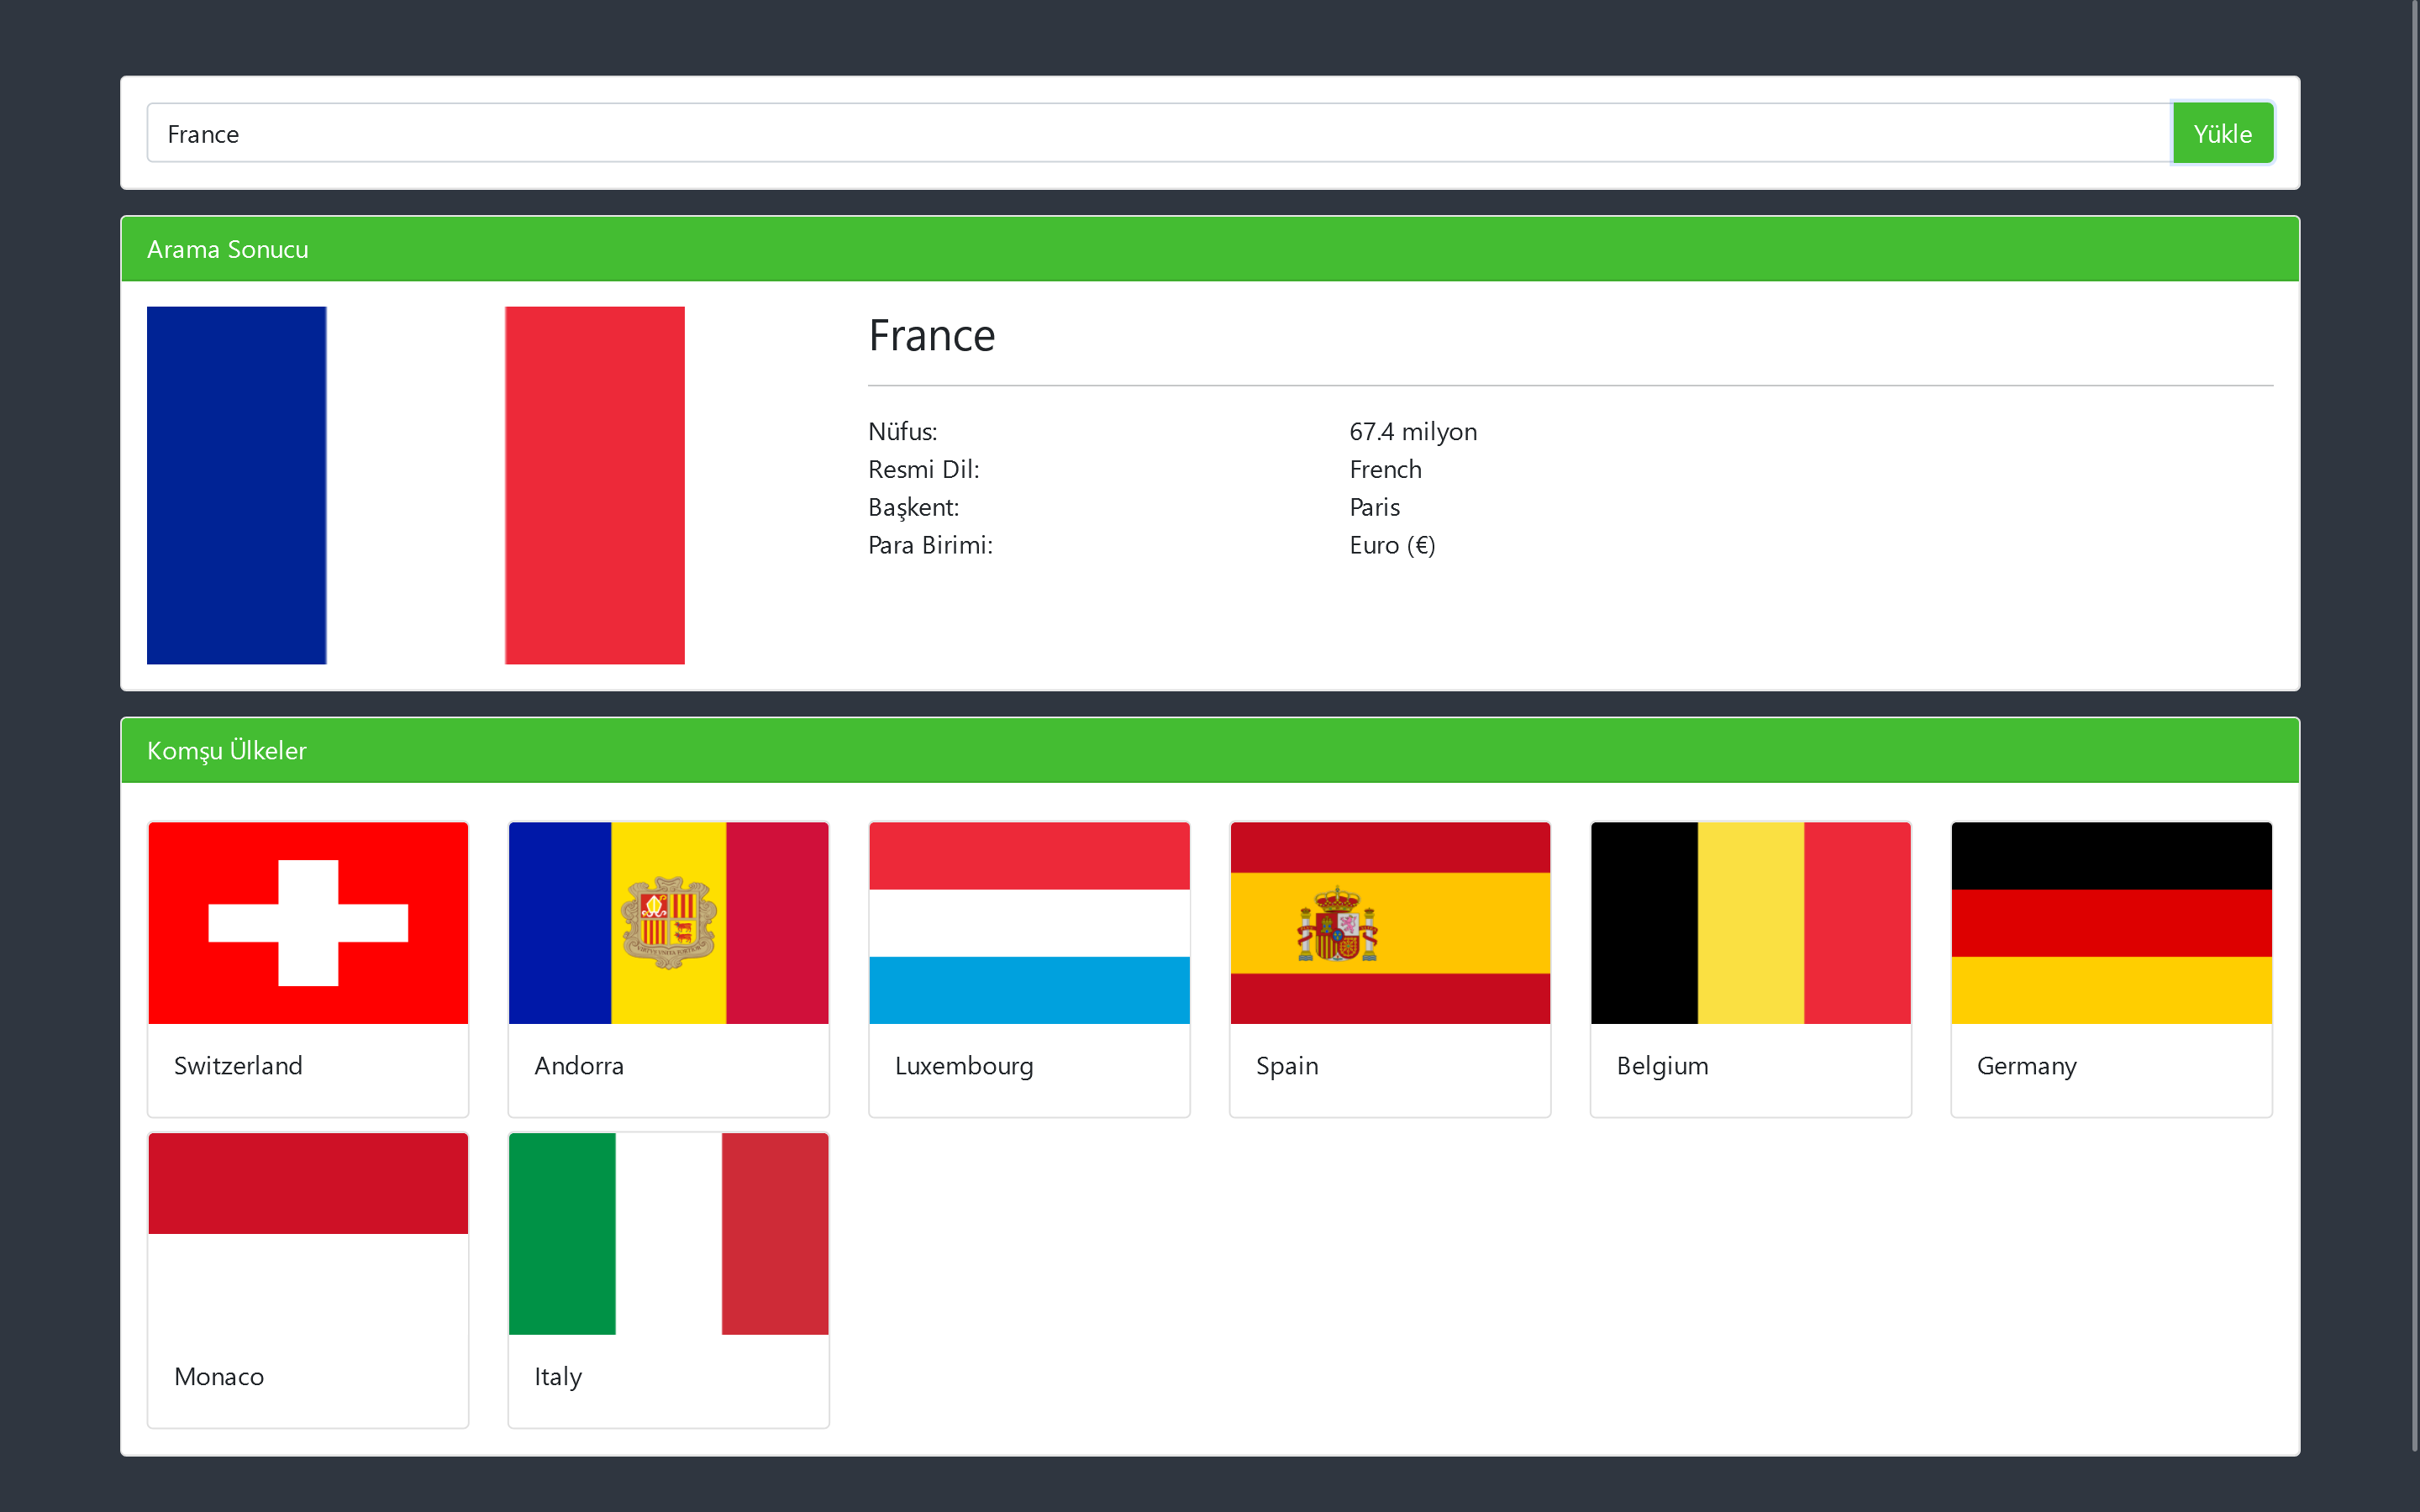 France
Yükle
Arama Sonucu
France
Nüfus: 67.4 milyon
Resmi Dil: French
Başkent: Paris
Para Birimi: Euro (€)
Komşu Ülkeler
Switzerland
Andorra
Luxembourg
Spain
Belgium
Germany
Monaco
Italy